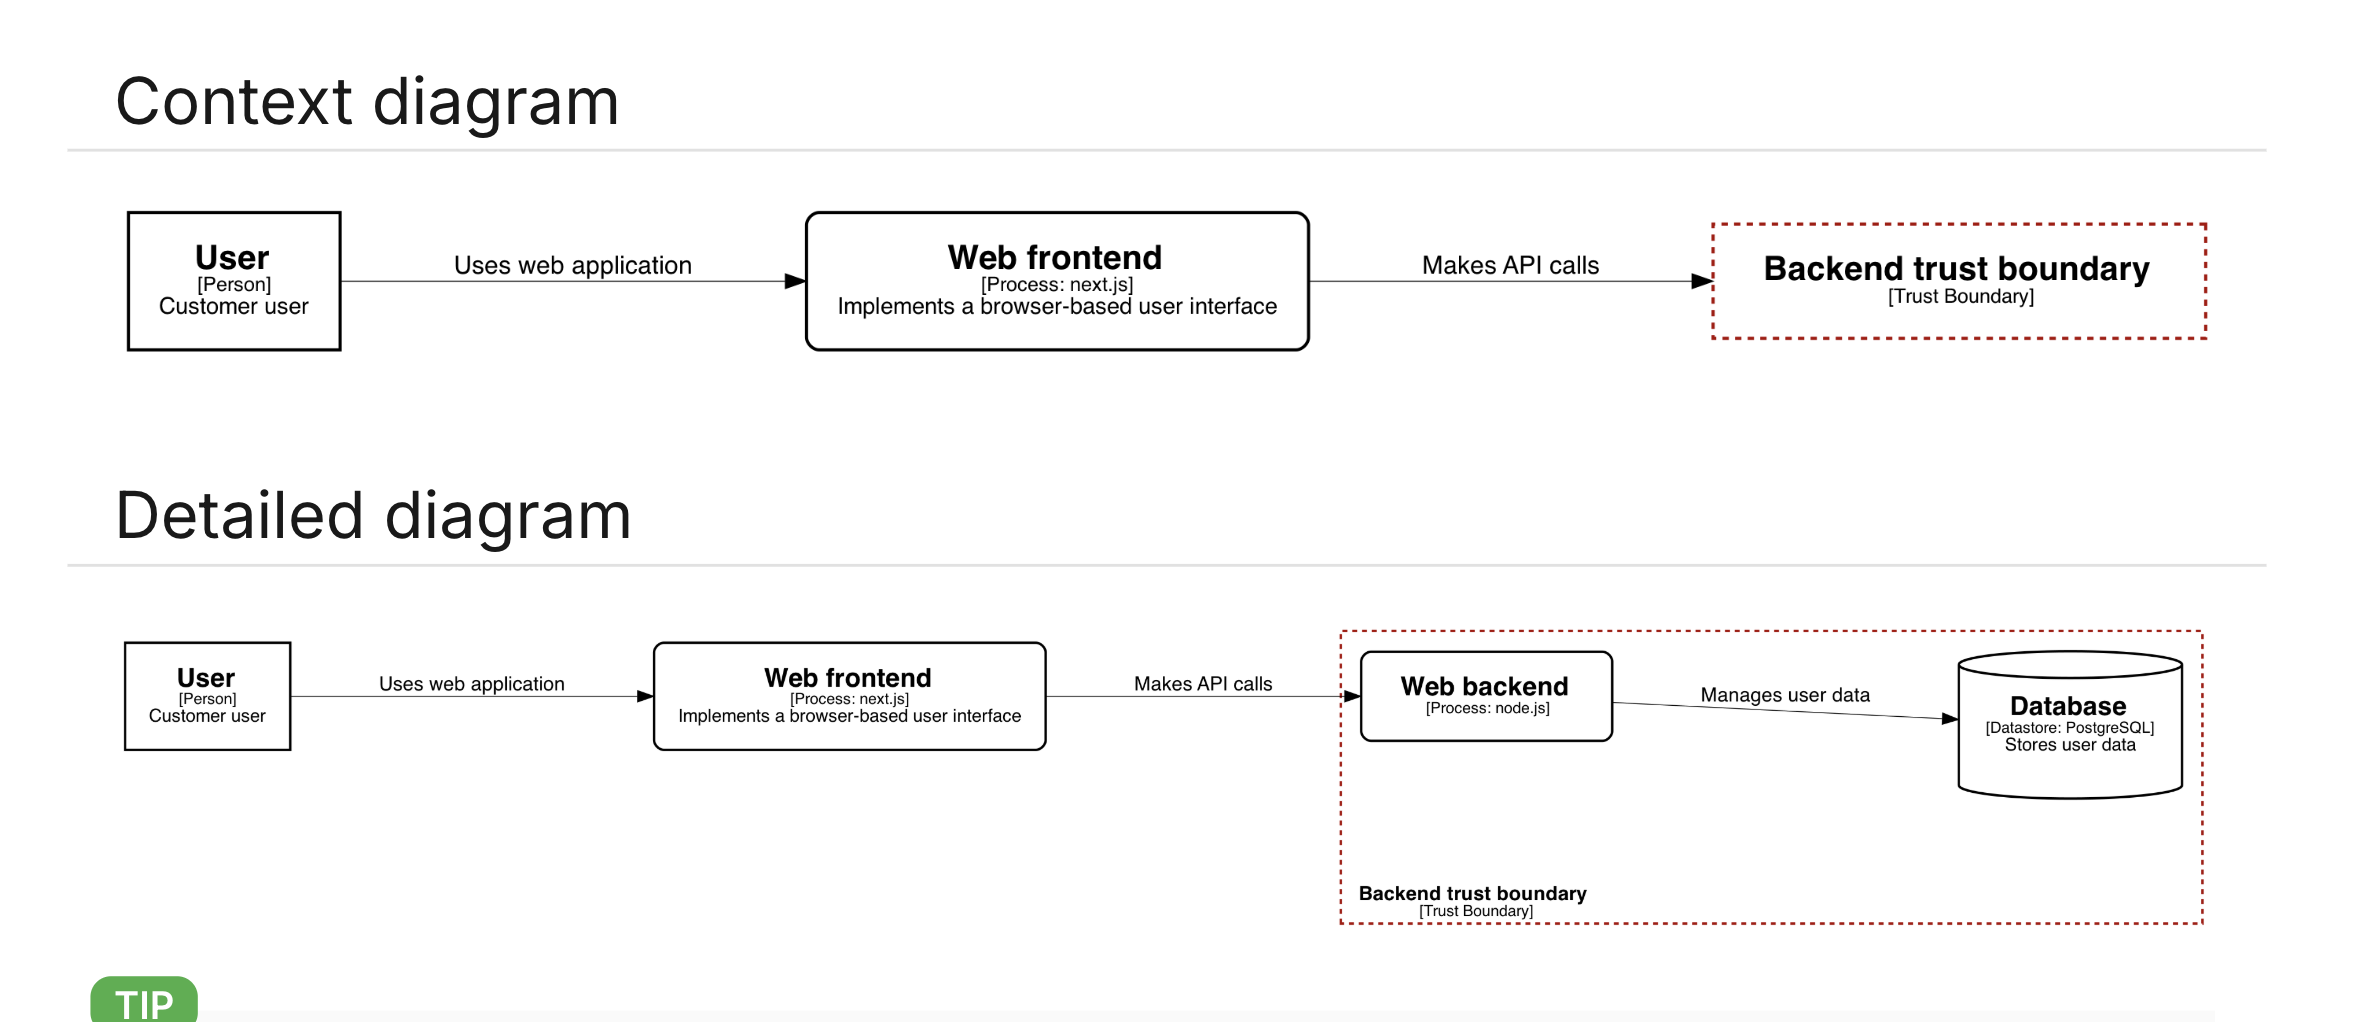 Context diagram
User
[Person]
Customer user
Uses web application
Web frontend
[Process: next.js]
Implements a browser-based user interface
Makes API calls
Backend trust boundary
[Trust Boundary]
Detailed diagram
User
[Person]
Customer user
Uses web application
Web frontend
[Process: next.js]
Implements a browser-based user interface
Makes API calls
Web backend
[Process: node.js]
Manages user data
Database
[Datastore: PostgreSQL]
Stores user data
Backend trust boundary
[Trust Boundary]
TIP